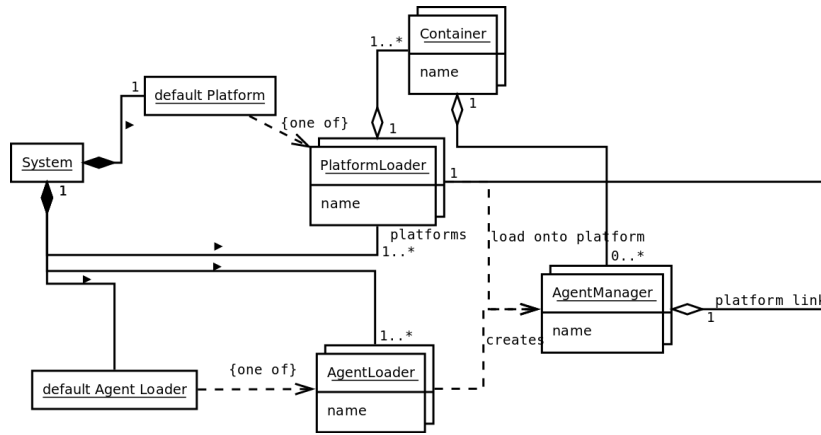 Container
name
1..*
1
1
default Platform
1
{one of}
System
1
PlatformLoader
name
1
platforms
1..*
load onto platform
0..*
AgentManager
name
platform link
1
creates
1..*
AgentLoader
name
{one of}
default Agent Loader